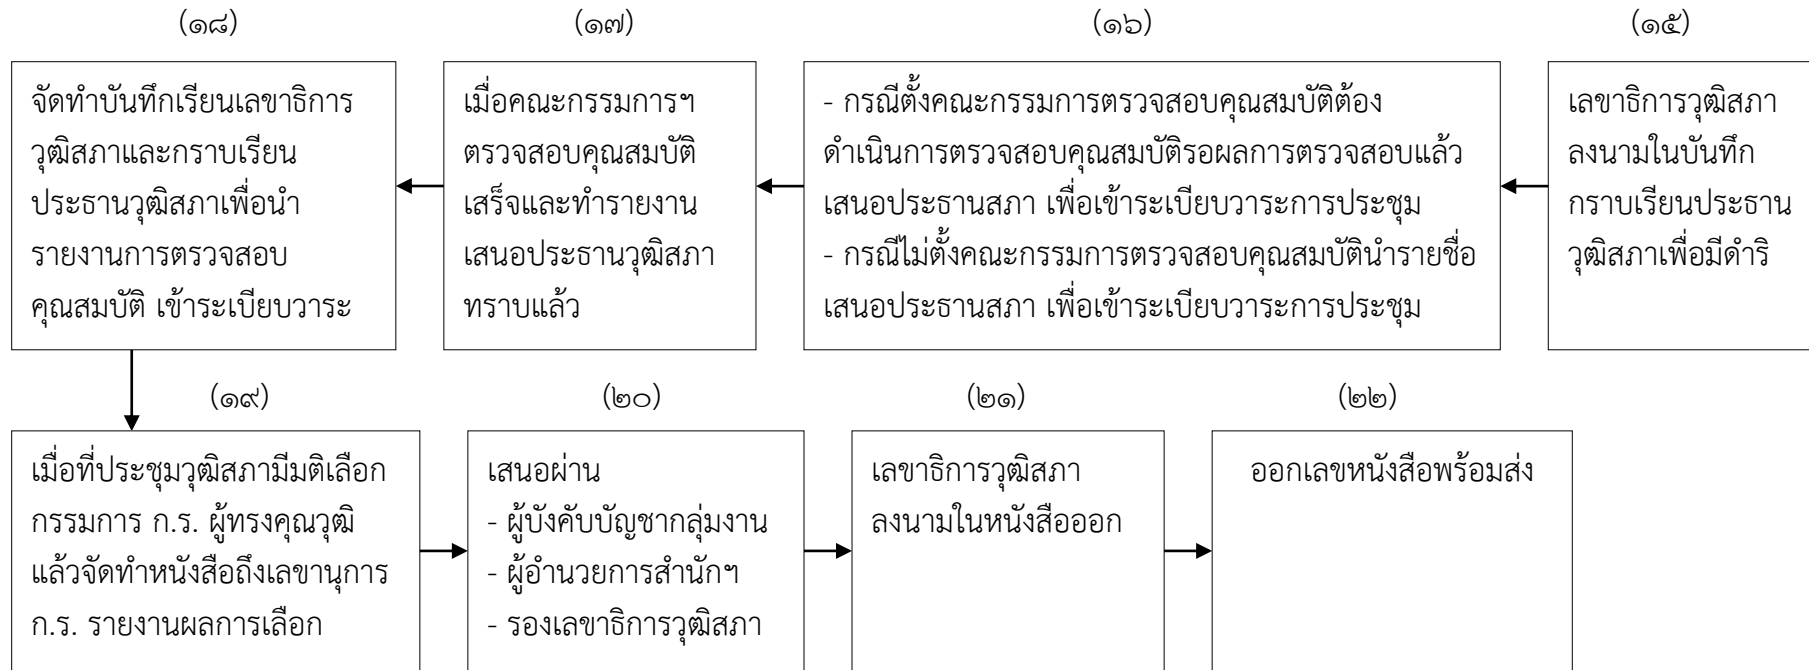 (๑๘)
จัดทำบันทึกเรียนเลขาธิการ
วุฒิสภาและกราบเรียน
ประธานวุฒิสภาเพื่อนำ
รายงานการตรวจสอบ
คุณสมบัติ เข้าระเบียบวาระ
(๑๗)
เมื่อคณะกรรมการฯ
ตรวจสอบคุณสมบัติ
เสร็จและทำรายงาน
เสนอประธานวุฒิสภา
ทราบแล้ว
(๑๖)
- กรณีตั้งคณะกรรมการตรวจสอบคุณสมบัติต้อง
ดำเนินการตรวจสอบคุณสมบัติรอผลการตรวจสอบแล้ว
เสนอประธานสภา เพื่อเข้าระเบียบวาระการประชุม
- กรณีไม่ตั้งคณะกรรมการตรวจสอบคุณสมบัตินำรายชื่อ
เสนอประธานสภา เพื่อเข้าระเบียบวาระการประชุม
(๑๕)
เลขาธิการวุฒิสภา
ลงนามในบันทึก
กราบเรียนประธาน
วุฒิสภาเพื่อมีดำริ
(๑๙)
เมื่อที่ประชุมวุฒิสภามีมติเลือก
กรรมการ ก.ร. ผู้ทรงคุณวุฒิ
แล้วจัดทำหนังสือถึงเลขานุการ
ก.ร. รายงานผลการเลือก
(๒๐)
เสนอผ่าน
- ผู้บังคับบัญชากลุ่มงาน
- ผู้อำนวยการสำนักฯ
- รองเลขาธิการวุฒิสภา
(๒๑)
เลขาธิการวุฒิสภา
ลงนามในหนังสือออก
(๒๒)
ออกเลขหนังสือพร้อมส่ง